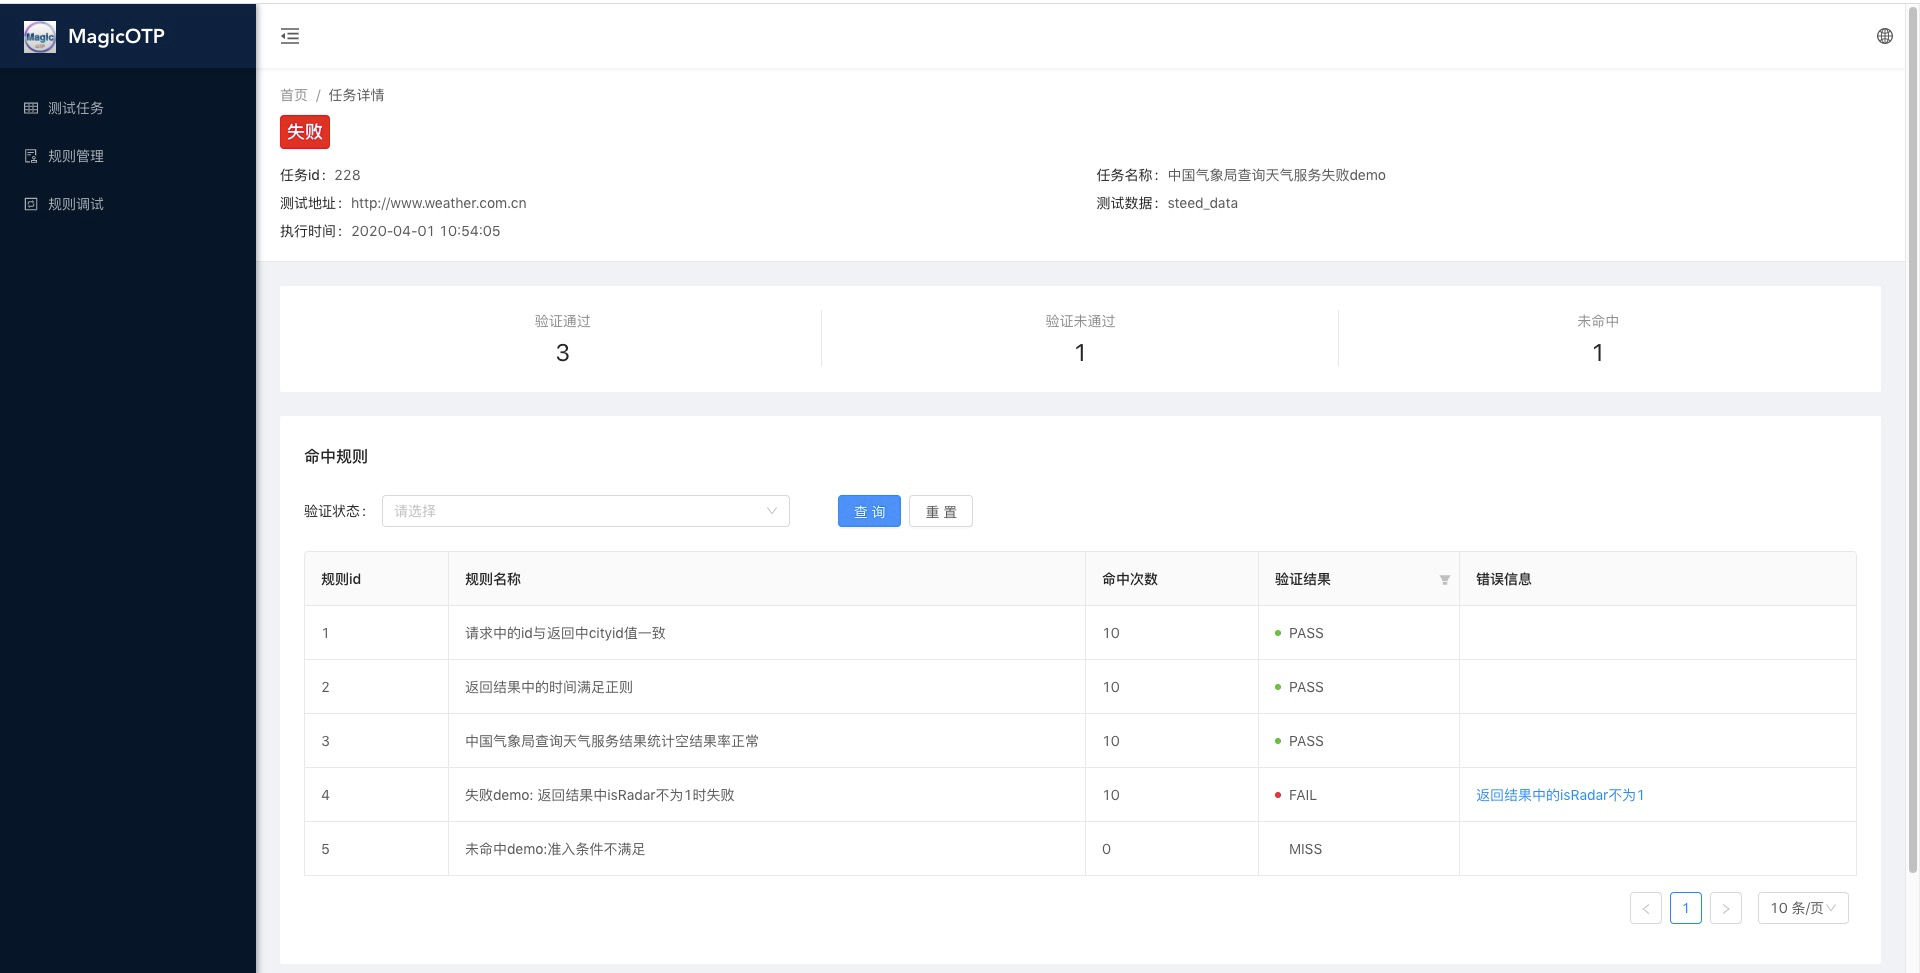 Magic
MagicOTP
测试任务
规则管理
规则调试
首页 / 任务详情
失败
任务id： 228
任务名称： 中国气象局查询天气服务失败demo
测试地址： http://www.weather.com.cn
测试数据： steed_data
执行时间： 2020-04-01 10:54:05
验证通过
3
验证未通过
1
未命中
1
命中规则
验证状态： 请选择 查 询 重 置
规则id 规则名称 命中次数 验证结果 错误信息
1 请求中的id与返回中cityid值一致 10 PASS
2 返回结果中的时间满足正则 10 PASS
3 中国气象局查询天气服务结果统计空结果率正常 10 PASS
4 失败demo: 返回结果中isRadar不为1时失败 10 FAIL 返回结果中的isRadar不为1
5 未命中demo:准入条件不满足 0 MISS
< 1 > 10 条/页